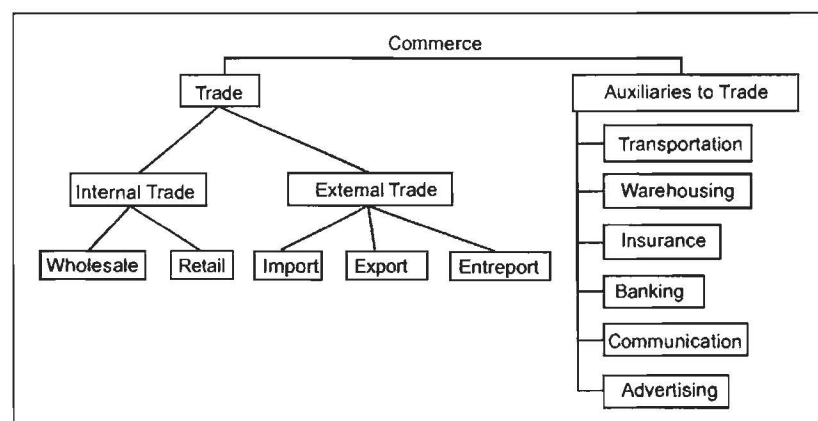 Commerce
Trade
Auxiliaries to Trade
Internal Trade
External Trade
Wholesale
Retail
Import
Export
Entreport
Transportation
Warehousing
Insurance
Banking
Communication
Advertising